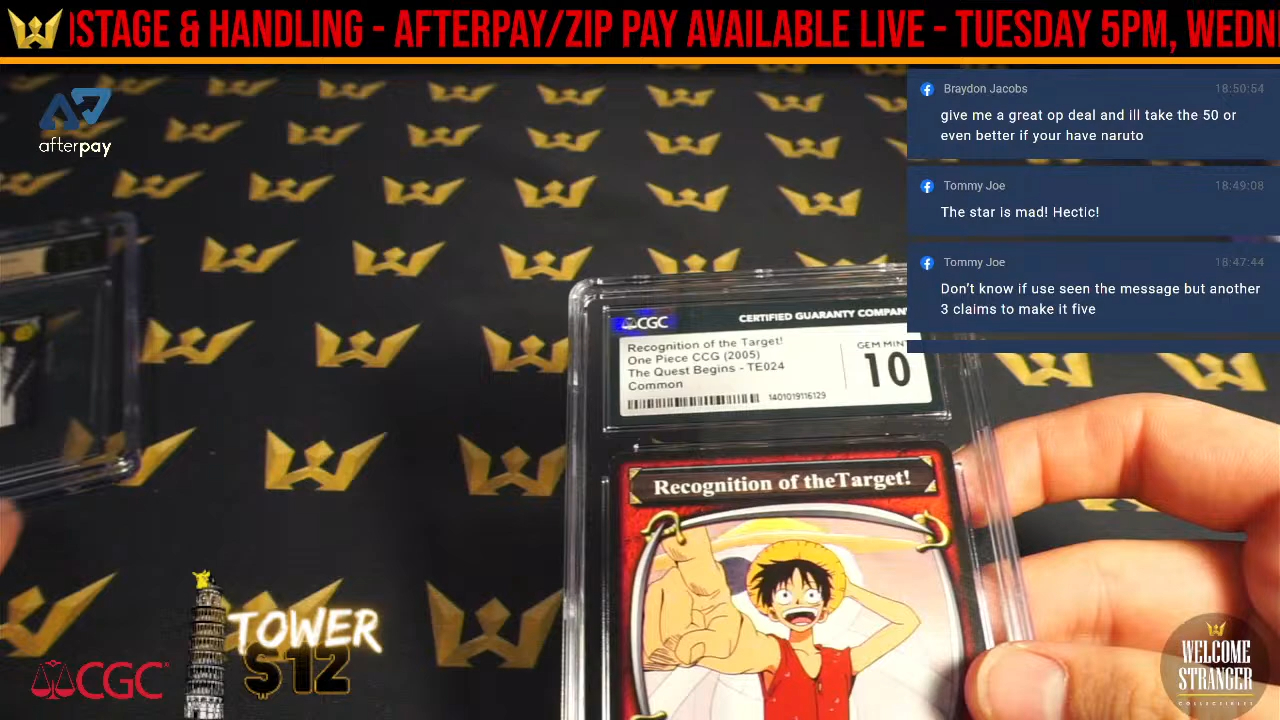 STAGE & HANDLING - AFTERPAY/ZIP PAY AVAILABLE LIVE - TUESDAY 5PM, WEDN
afterpay
Braydon Jacobs 18:50:54
give me a great op deal and ill take the 50 or
even better if your have naruto
Tommy Joe 18:49:08
The star is mad! Hectic!
Tommy Joe 18:47:44
Don't know if use seen the message but another
3 claims to make it five
CGC CERTIFIED GUARANTY COMPAN
Recognition of the Target!
One Piece CCG (2005)
The Quest Begins - TE024
Common
GEM MIN
10
1401019116129
Recognition of theTarget!
TOWER
$12
CGC
WELCOME
STRANGER
COLLECTIBLES